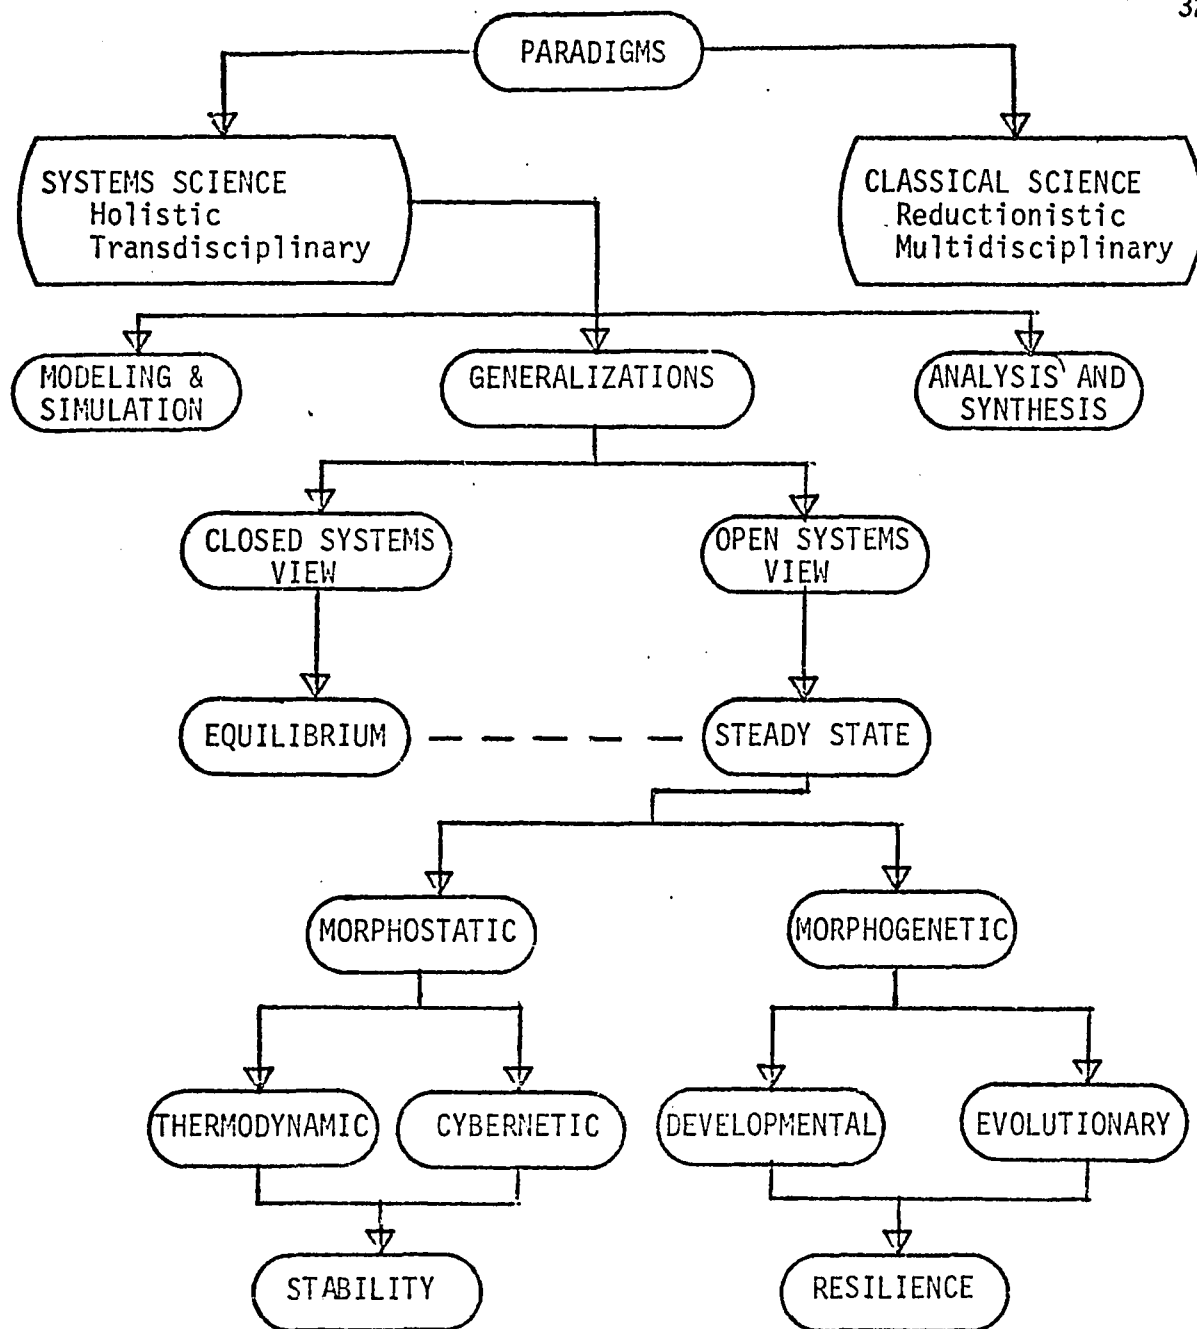 PARADIGMS
SYSTEMS SCIENCE
Holistic
Transdisciplinary
CLASSICAL SCIENCE
Reductionistic
Multidisciplinary
MODELING &
SIMULATION
GENERALIZATIONS
ANALYSIS AND
SYNTHESIS
CLOSED SYSTEMS
VIEW
OPEN SYSTEMS
VIEW
EQUILIBRIUM
STEADY STATE
MORPHOSTATIC
MORPHOGENETIC
THERMODYNAMIC
CYBERNETIC
DEVELOPMENTAL
EVOLUTIONARY
STABILITY
RESILIENCE